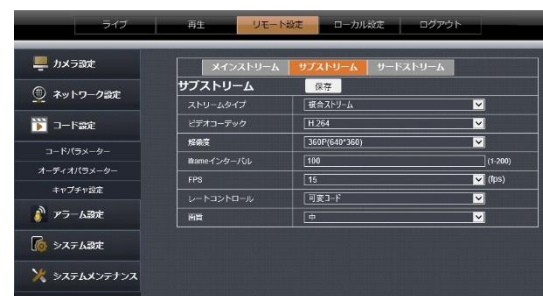 ライブ 再生 リモート設定 ローカル設定 ログアウト
カメラ設定
ネットワーク設定
コード設定
コードパラメーター
オーディオパラメーター
キャプチャ設定
アラーム設定
システム設定
システムメンテナンス
メインストリーム サブストリーム サードストリーム
サブストリーム 保存
ストリームタイプ 複合ストリーム
ビデオコーデック H.264
解像度 360P(640*360)
Iframeインターバル 100 (1-200)
FPS 15 (fps)
レートコントロール 可変コード
画質 中